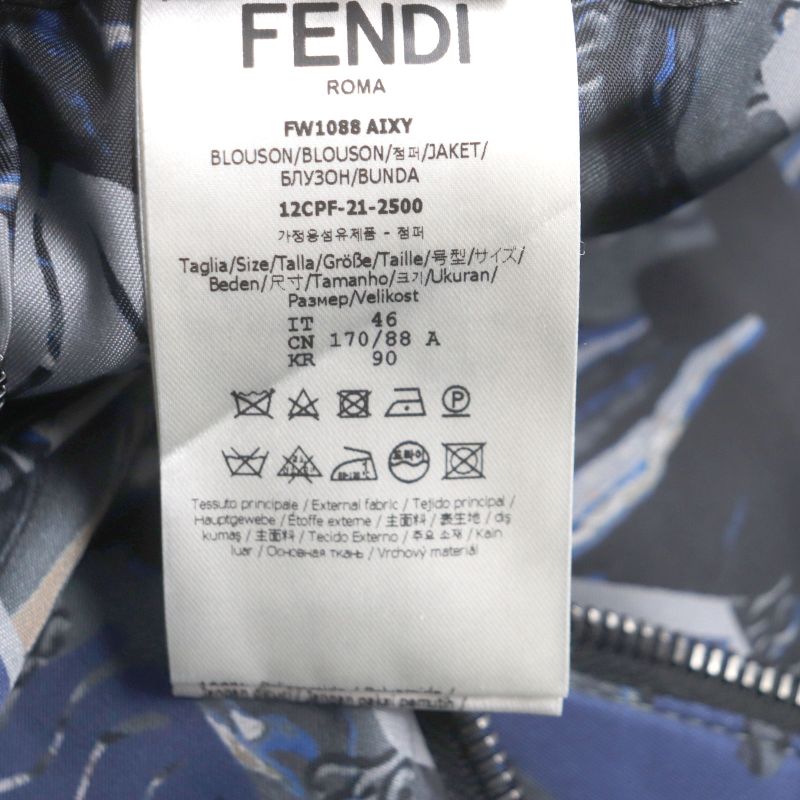 FENDI
ROMA
FW1088 AIXY
BLOUSON/BLOUSON/점퍼/JAKET/
БЛУЗОН/BUNDA
12CPF-21-2500
가정용섬유제품 - 점퍼
Taglia/Size/Talla/Größe/Taille/号型/サイズ/
Beden/尺寸/Tamanho/크기/Ukuran/
Размер/Velikost
IT 46
CN 170/88 A
KR 90
P
드라이
Tessuto principale / External fabric / Tejido principal /
Hauptgewebe / Étoffe externe / 主面料 / 表生地 / dış
kumaş / 主面料 / Tecido Externo / 주요 소재 / Kain
luar / Основная ткань / Vrchový materiál